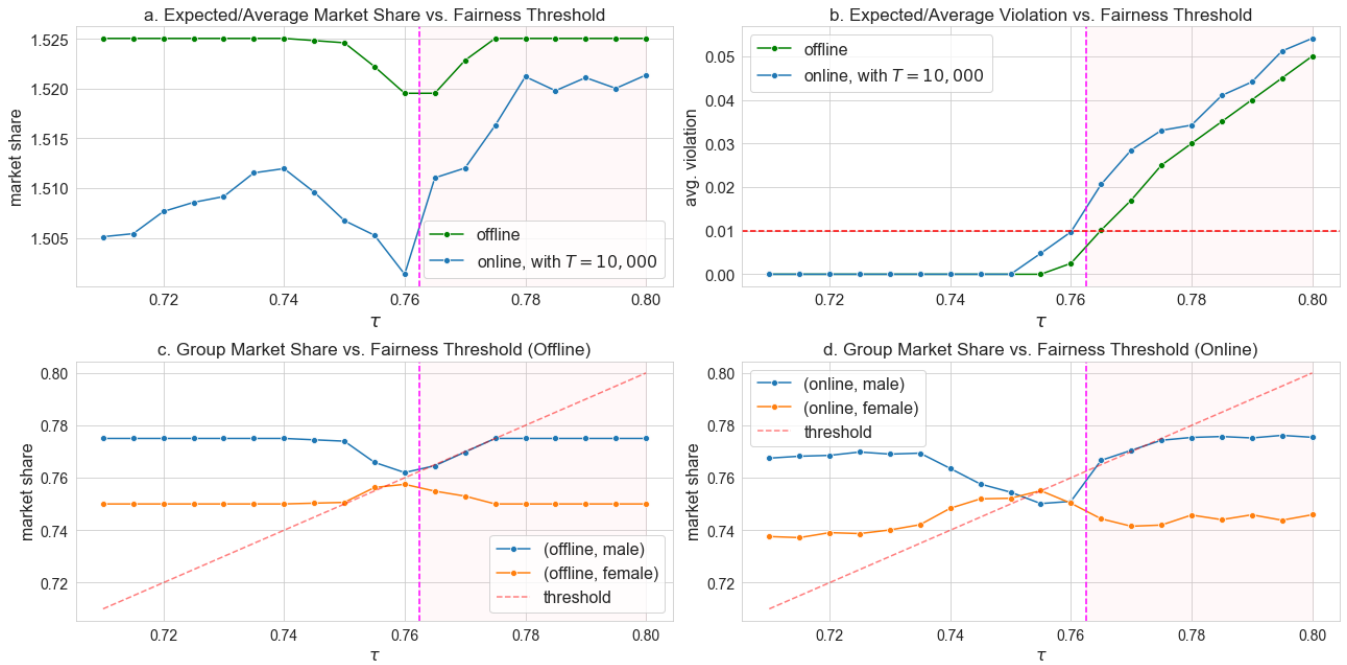 a. Expected/Average Market Share vs. Fairness Threshold
market share
1.525
1.520
1.515
1.510
1.505
offline
online, with T = 10,000
0.72
0.74
0.76
0.78
0.80
τ
b. Expected/Average Violation vs. Fairness Threshold
avg. violation
0.05
0.04
0.03
0.02
0.01
0.00
offline
online, with T = 10,000
0.72
0.74
0.76
0.78
0.80
τ
c. Group Market Share vs. Fairness Threshold (Offline)
market share
0.80
0.78
0.76
0.74
0.72
(offline, male)
(offline, female)
threshold
0.72
0.74
0.76
0.78
0.80
τ
d. Group Market Share vs. Fairness Threshold (Online)
market share
0.80
0.78
0.76
0.74
0.72
(online, male)
(online, female)
threshold
0.72
0.74
0.76
0.78
0.80
τ